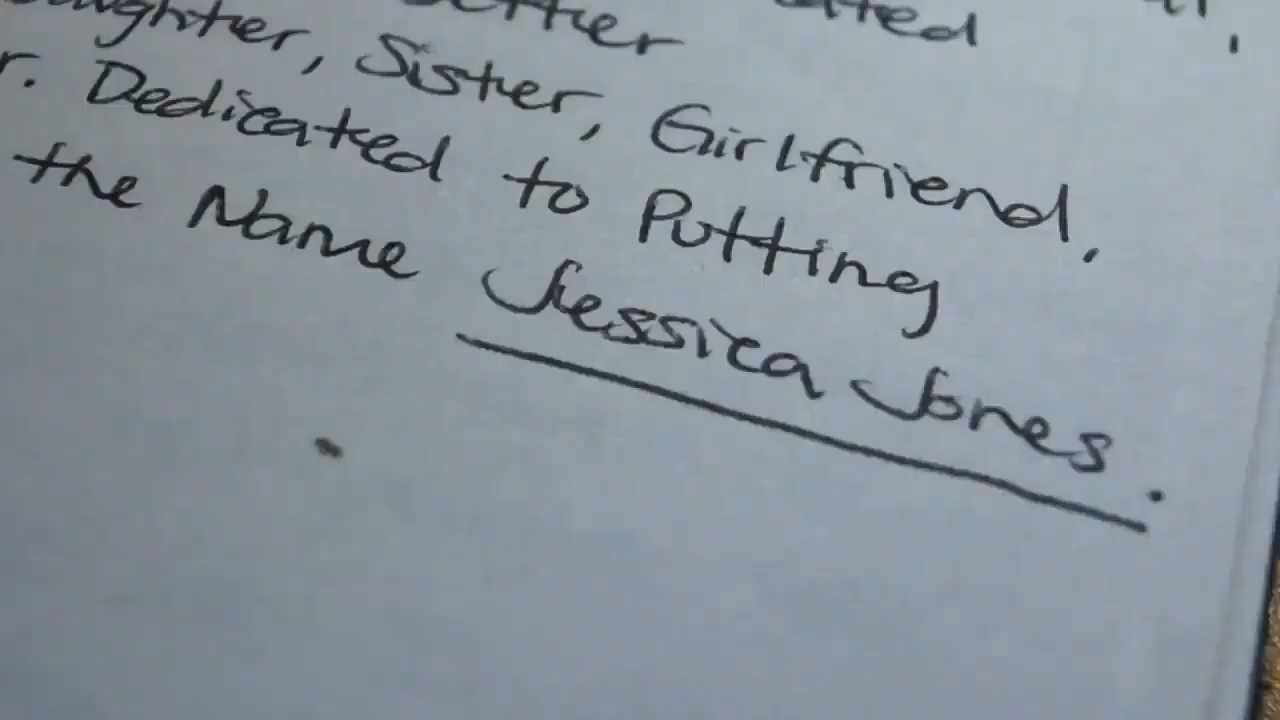 Sister, Girlfriend,
Dedicated to Putting
the Name Jessica Jones.